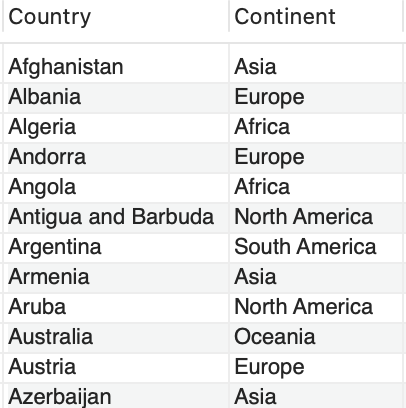 Country Continent
Afghanistan Asia
Albania Europe
Algeria Africa
Andorra Europe
Angola Africa
Antigua and Barbuda North America
Argentina South America
Armenia Asia
Aruba North America
Australia Oceania
Austria Europe
Azerbaijan Asia